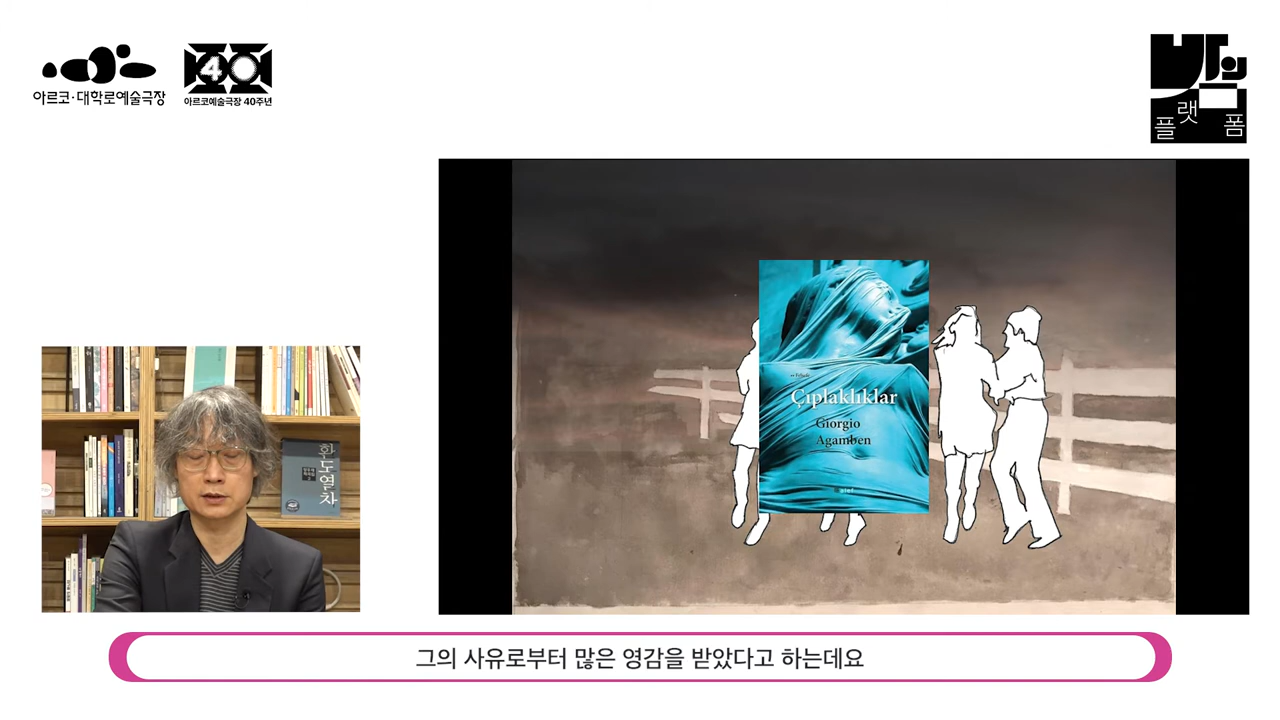 아르코·대학로예술극장
40
아르코예술극장 40주년
밤의
플랫폼
Çıplaklıklar
Giorgio
Agamben
환도열차
그의 사유로부터 많은 영감을 받았다고 하는데요